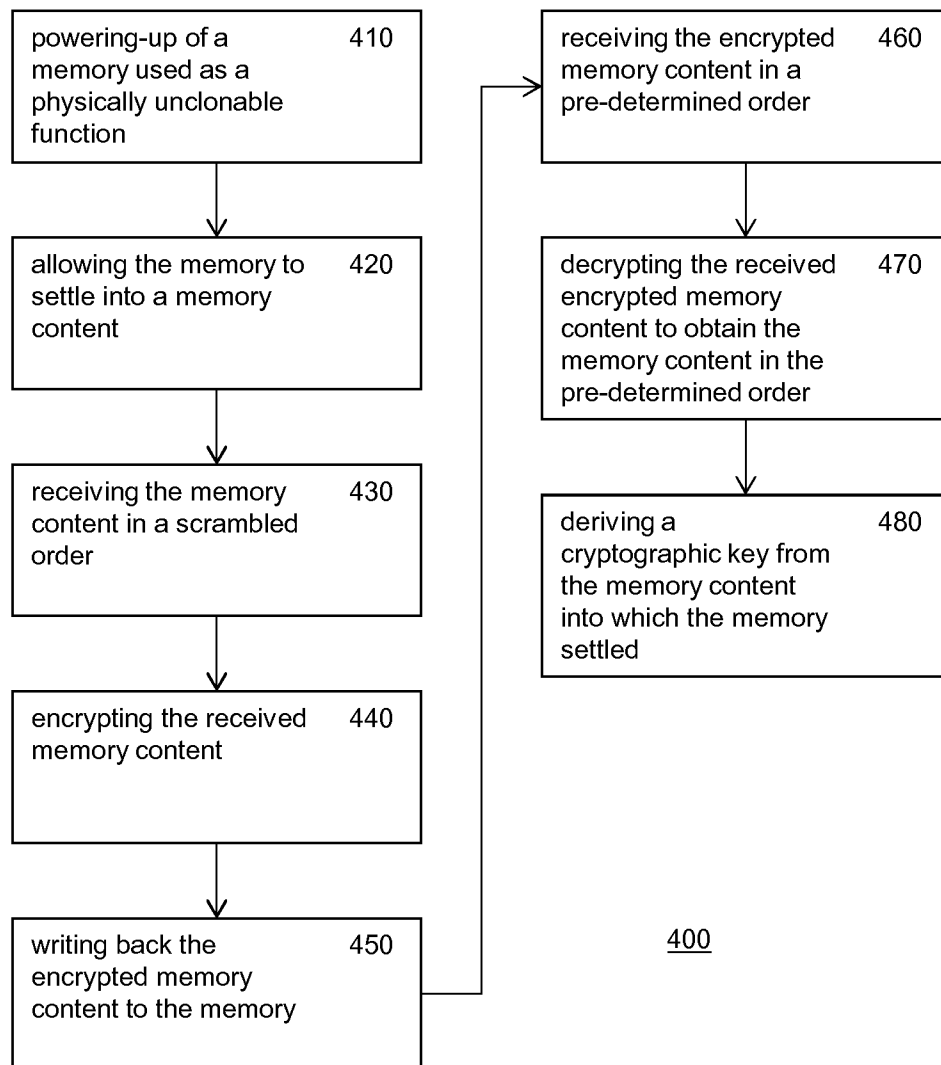 powering-up of a 410
memory used as a
physically unclonable
function
allowing the memory to 420
settle into a memory
content
receiving the memory 430
content in a scrambled
order
encrypting the received 440
memory content
writing back the 450
encrypted memory
content to the memory
receiving the encrypted 460
memory content in a
pre-determined order
decrypting the received 470
encrypted memory
content to obtain the
memory content in the
pre-determined order
deriving a 480
cryptographic key from
the memory content
into which the memory
settled
400